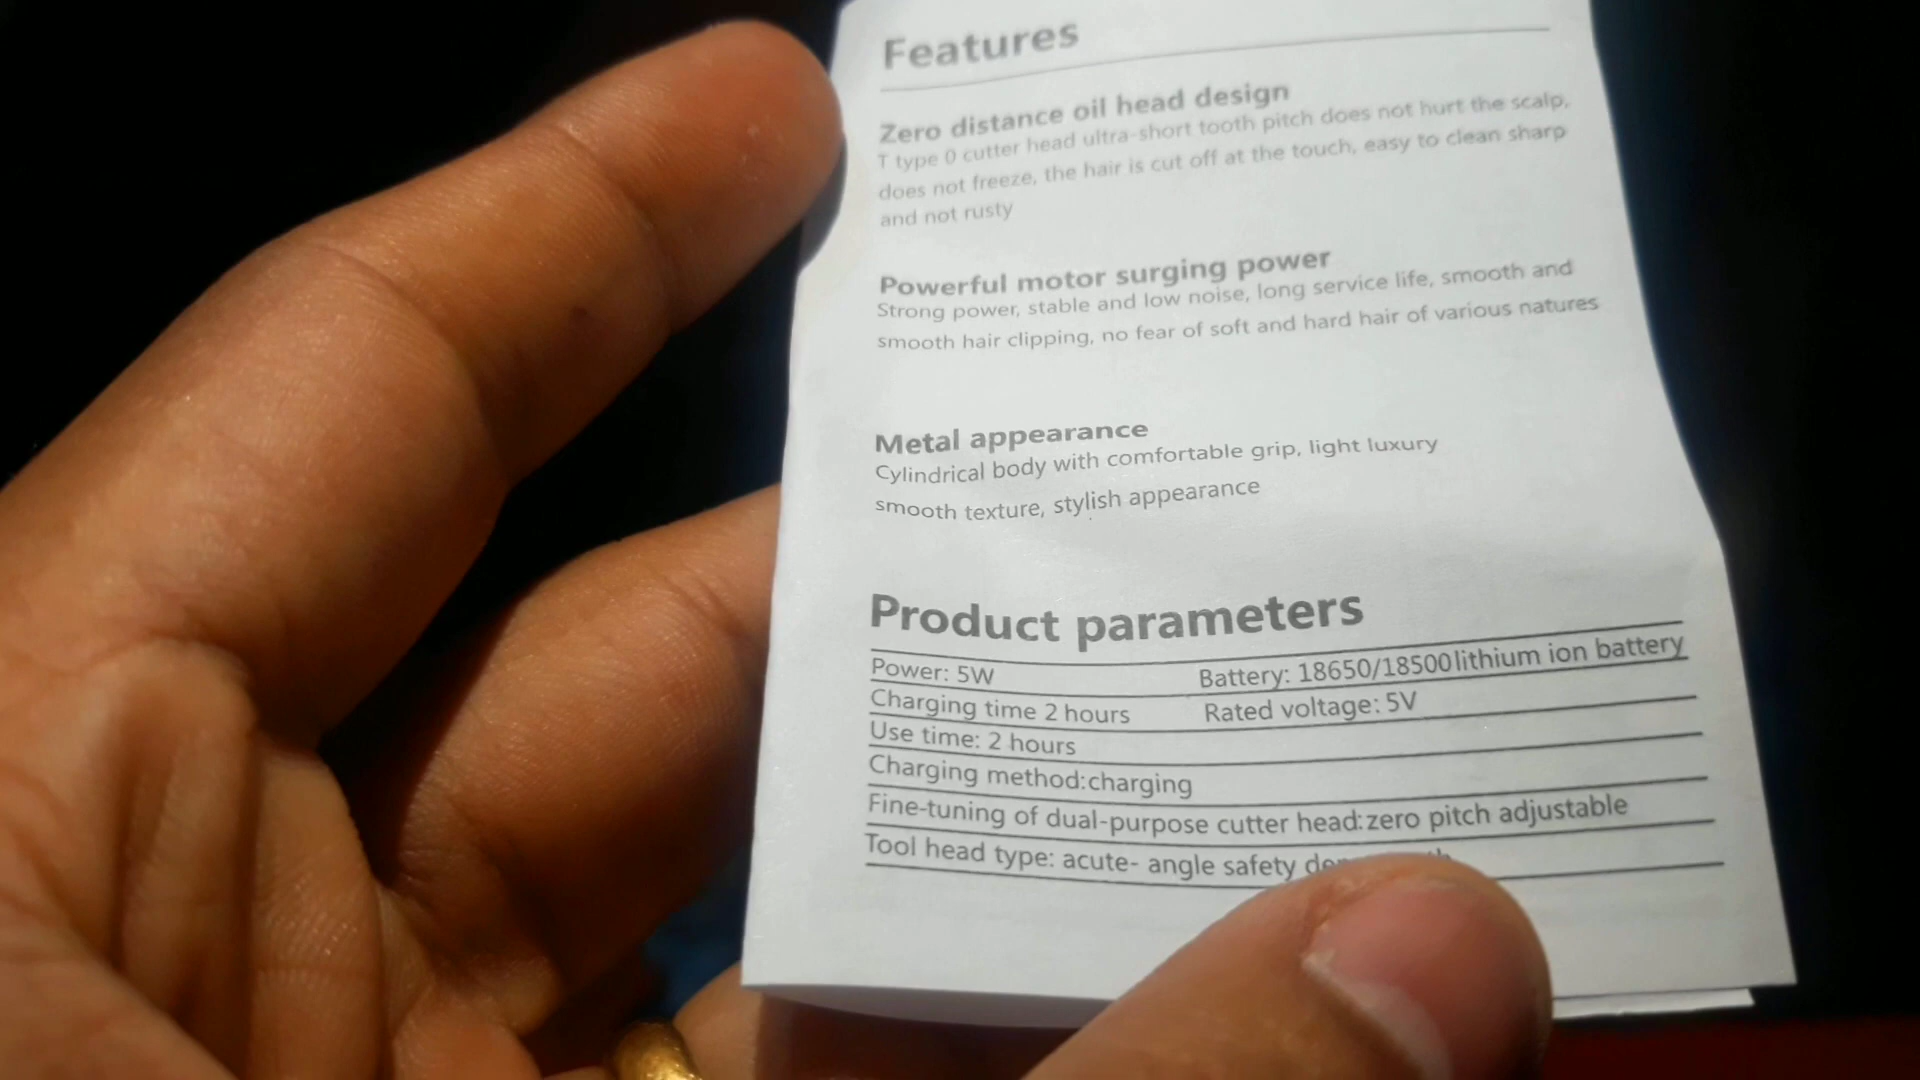 Features
Zero distance oil head design
T type 0 cutter head ultra-short tooth pitch does not hurt the scalp,
does not freeze, the hair is cut off at the touch, easy to clean sharp
and not rusty
Powerful motor surging power
Strong power, stable and low noise, long service life, smooth and
smooth hair clipping, no fear of soft and hard hair of various natures
Metal appearance
Cylindrical body with comfortable grip, light luxury
smooth texture, stylish appearance
Product parameters
Power: 5W Battery: 18650/18500lithium ion battery
Charging time 2 hours Rated voltage: 5V
Use time: 2 hours
Charging method:charging
Fine-tuning of dual-purpose cutter head:zero pitch adjustable
Tool head type: acute- angle safety